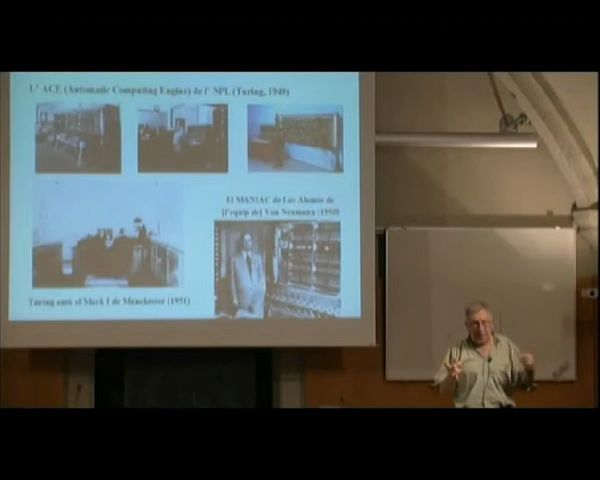 L' ACE (Automatic Computing Engine) de l' NPL (Turing, 1949)
El MANIAC de Los Alamos de
[l'equip de] Von Neumann (1950)
Turing amb el Mark I de Manchester (1951)